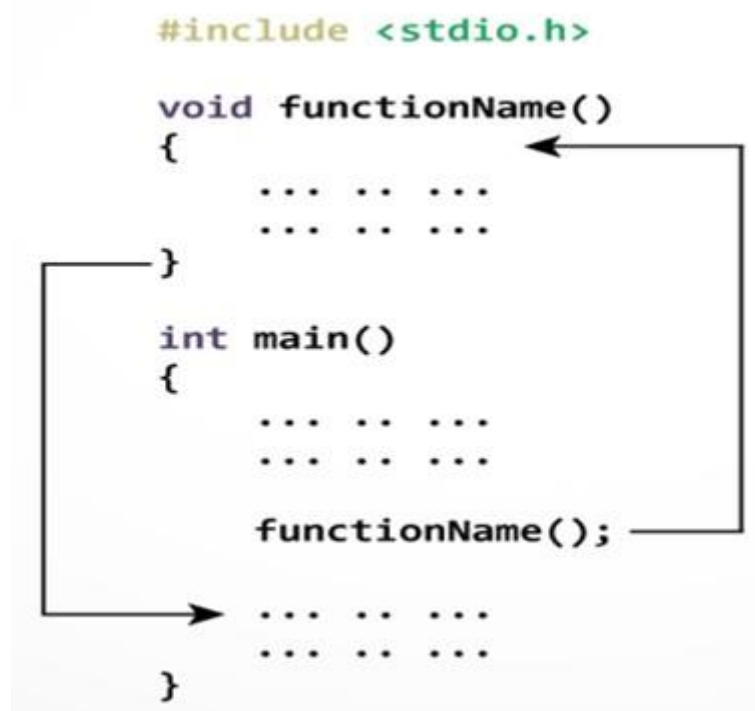 #include <stdio.h>
void functionName()
{
... .. ...
... .. ...
}
int main()
{
... .. ...
... .. ...
functionName();
... .. ...
... .. ...
}